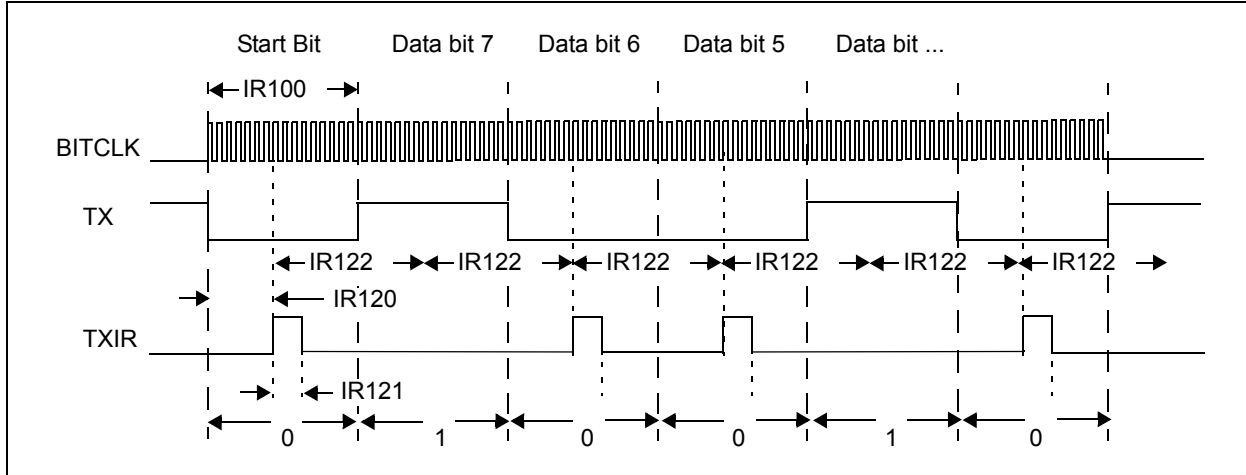 Start Bit Data bit 7 Data bit 6 Data bit 5 Data bit ...
IR100
BITCLK
TX
IR122 IR122 IR122 IR122 IR122 IR122
IR120
TXIR
IR121
0 1 0 0 1 0